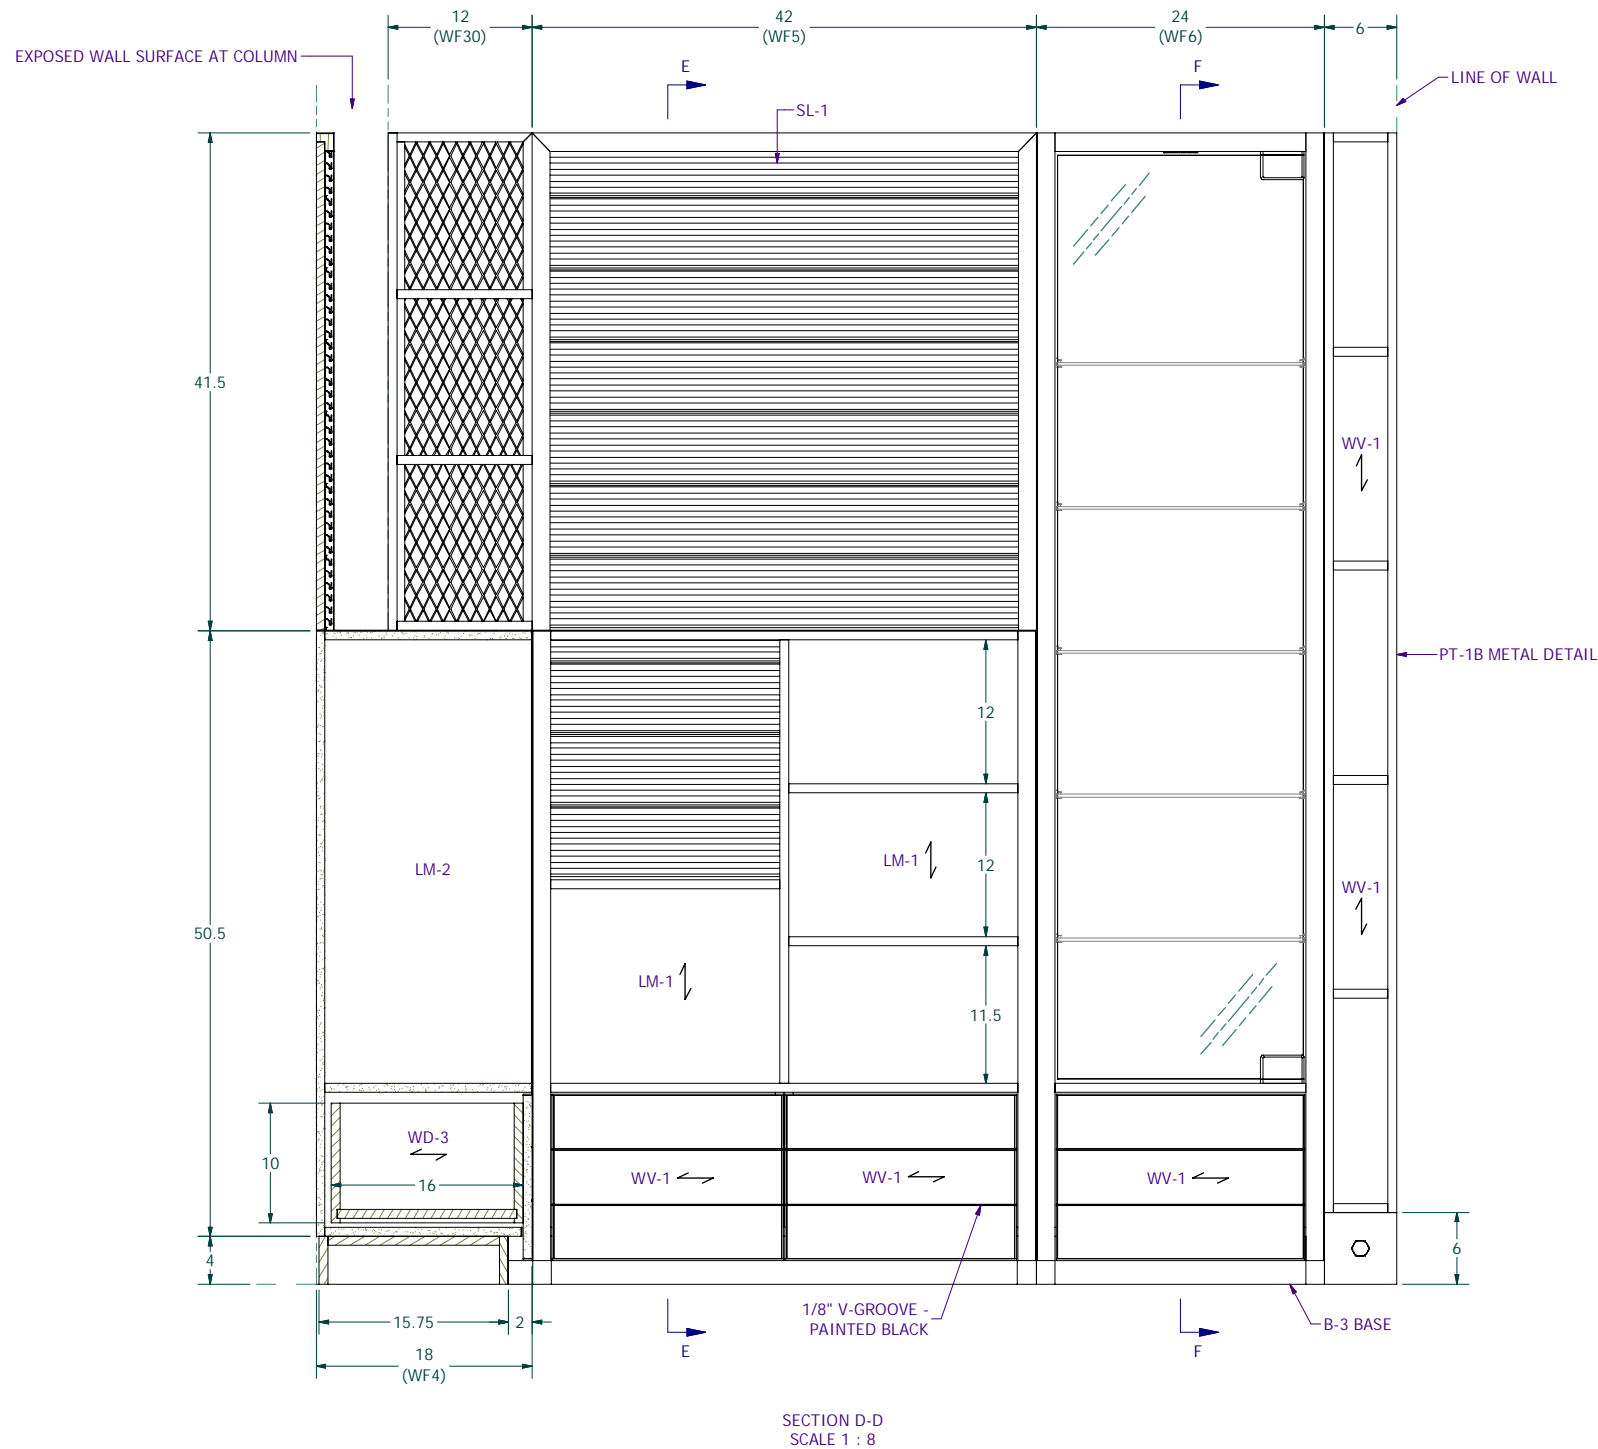 12
(WF30)
42
(WF5)
24
(WF6)
6
EXPOSED WALL SURFACE AT COLUMN
E
F
LINE OF WALL
SL-1
41.5
WV-1
PT-1B METAL DETAIL
12
LM-2
LM-1
12
WV-1
50.5
LM-1
11.5
WD-3
10
16
WV-1
WV-1
WV-1
4
6
15.75
2
1/8" V-GROOVE -
PAINTED BLACK
B-3 BASE
E
F
18
(WF4)
SECTION D-D
SCALE 1 : 8